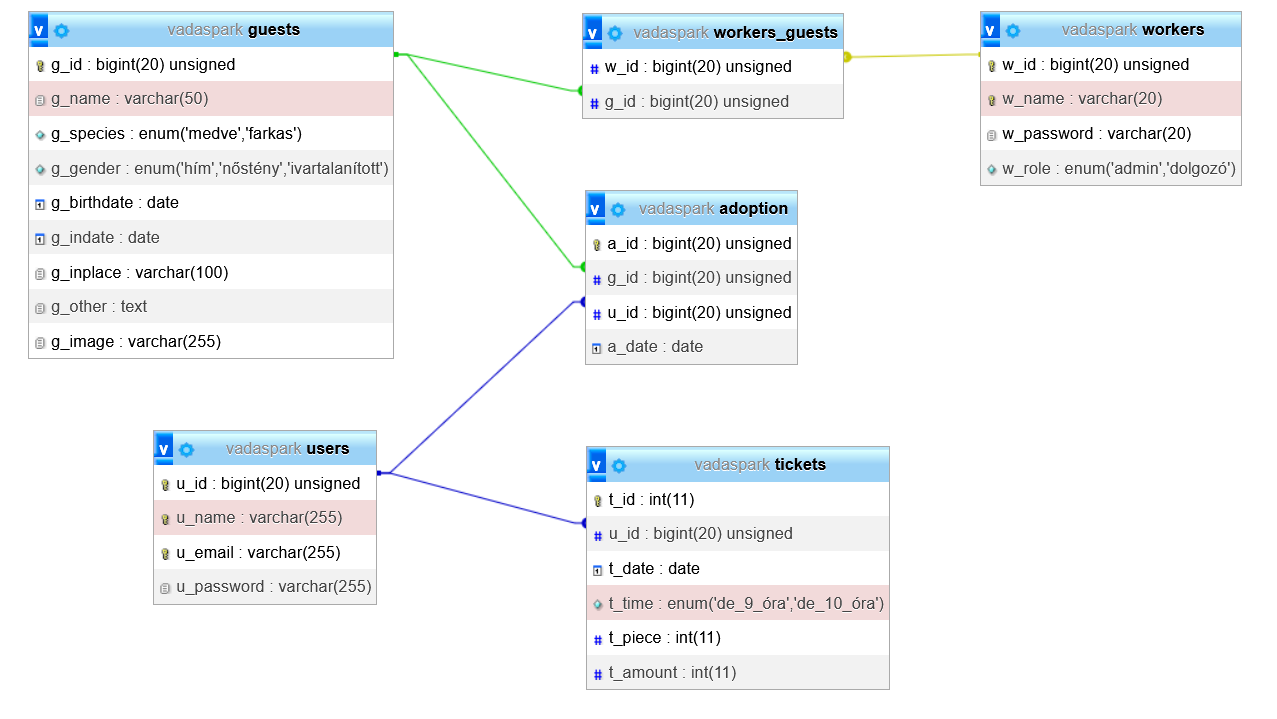 v vadaspark guests
g_id : bigint(20) unsigned
g_name : varchar(50)
g_species : enum('medve','farkas')
g_gender : enum('hím','nőstény','ivartalanított')
g_birthdate : date
g_indate : date
g_inplace : varchar(100)
g_other : text
g_image : varchar(255)
v vadaspark workers_guests
# w_id : bigint(20) unsigned
# g_id : bigint(20) unsigned
v vadaspark workers
w_id : bigint(20) unsigned
w_name : varchar(20)
w_password : varchar(20)
w_role : enum('admin','dolgozó')
v vadaspark adoption
a_id : bigint(20) unsigned
# g_id : bigint(20) unsigned
# u_id : bigint(20) unsigned
a_date : date
v vadaspark users
u_id : bigint(20) unsigned
u_name : varchar(255)
u_email : varchar(255)
u_password : varchar(255)
v vadaspark tickets
t_id : int(11)
# u_id : bigint(20) unsigned
t_date : date
t_time : enum('de_9_óra','de_10_óra')
# t_piece : int(11)
# t_amount : int(11)